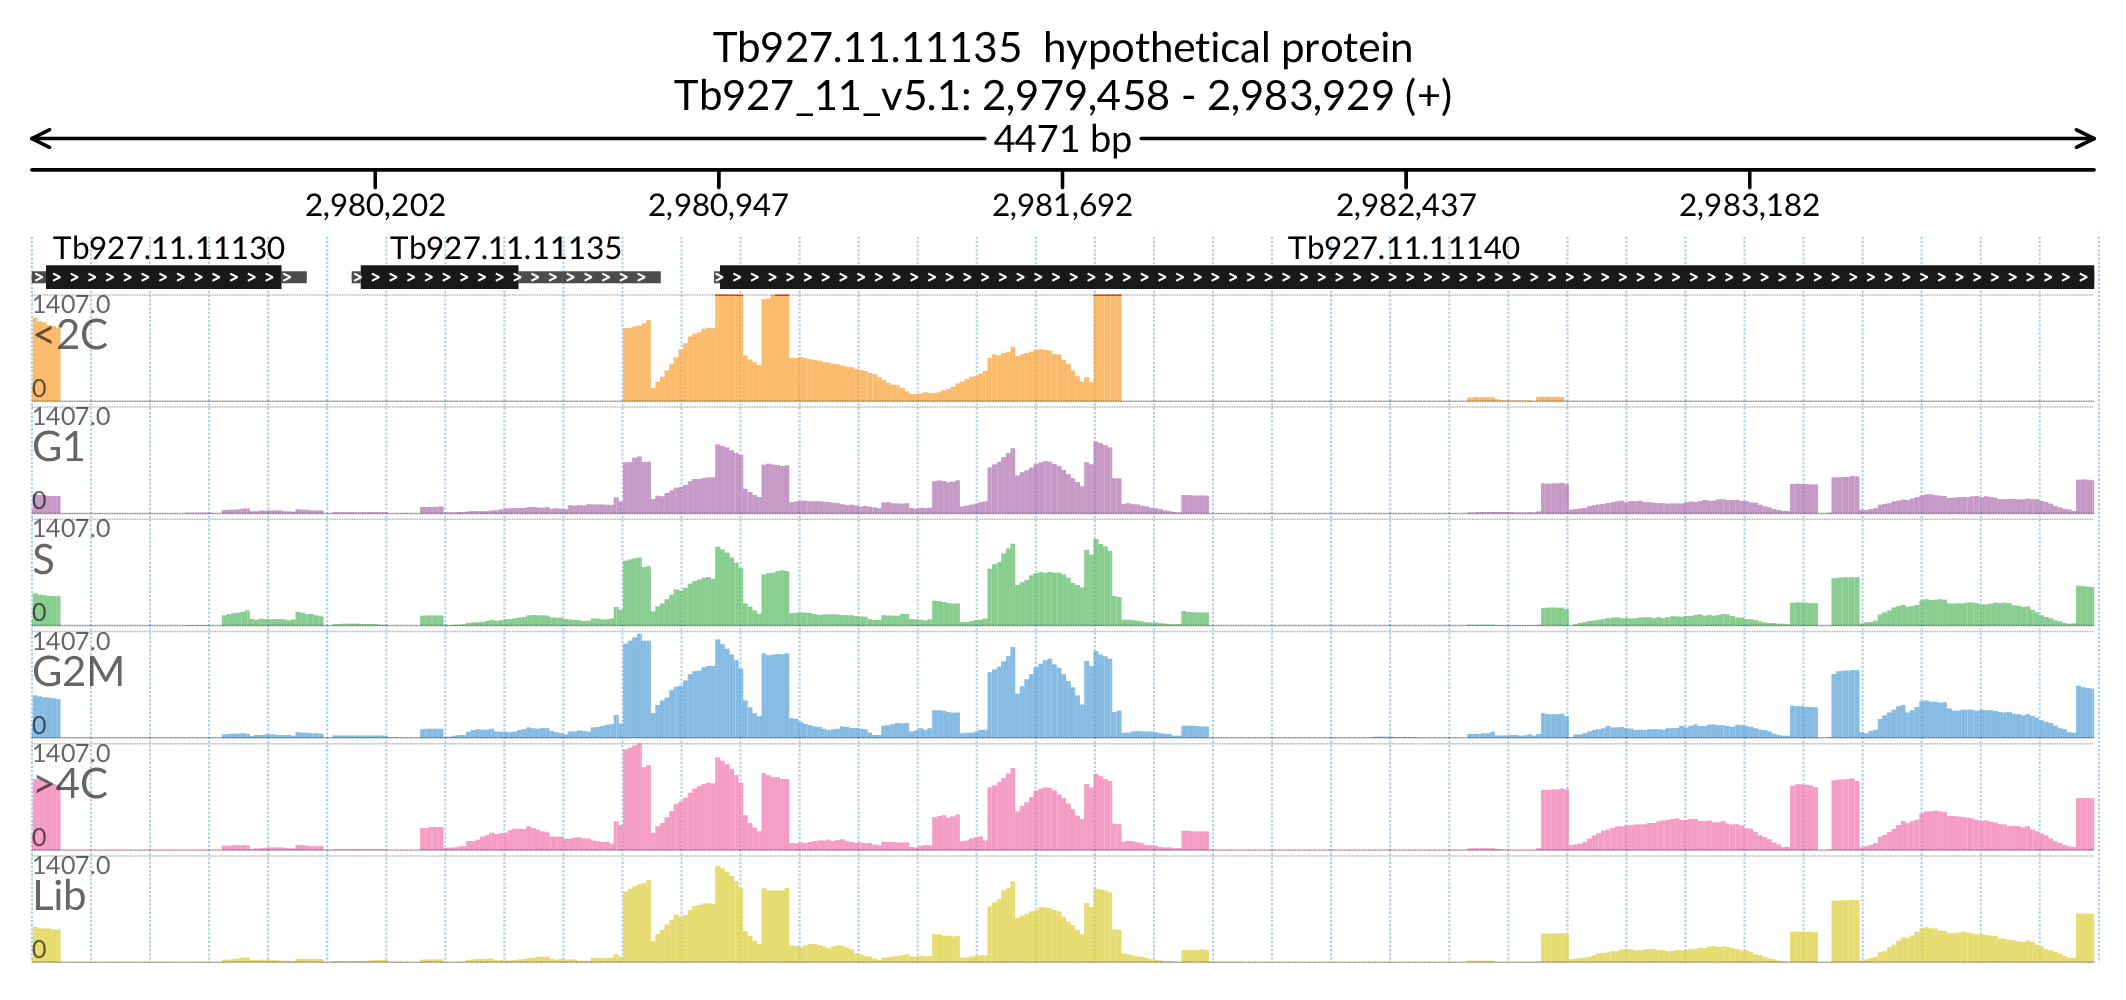 Tb927.11.11135 hypothetical protein
Tb927_11_v5.1: 2,979,458 - 2,983,929 (+)
4471 bp
2,980,202 2,980,947 2,981,692 2,982,437 2,983,182
Tb927.11.11130 Tb927.11.11135 Tb927.11.11140
1407.0
<2C
0
1407.0
G1
0
1407.0
S
0
1407.0
G2M
0
1407.0
>4C
0
1407.0
Lib
0